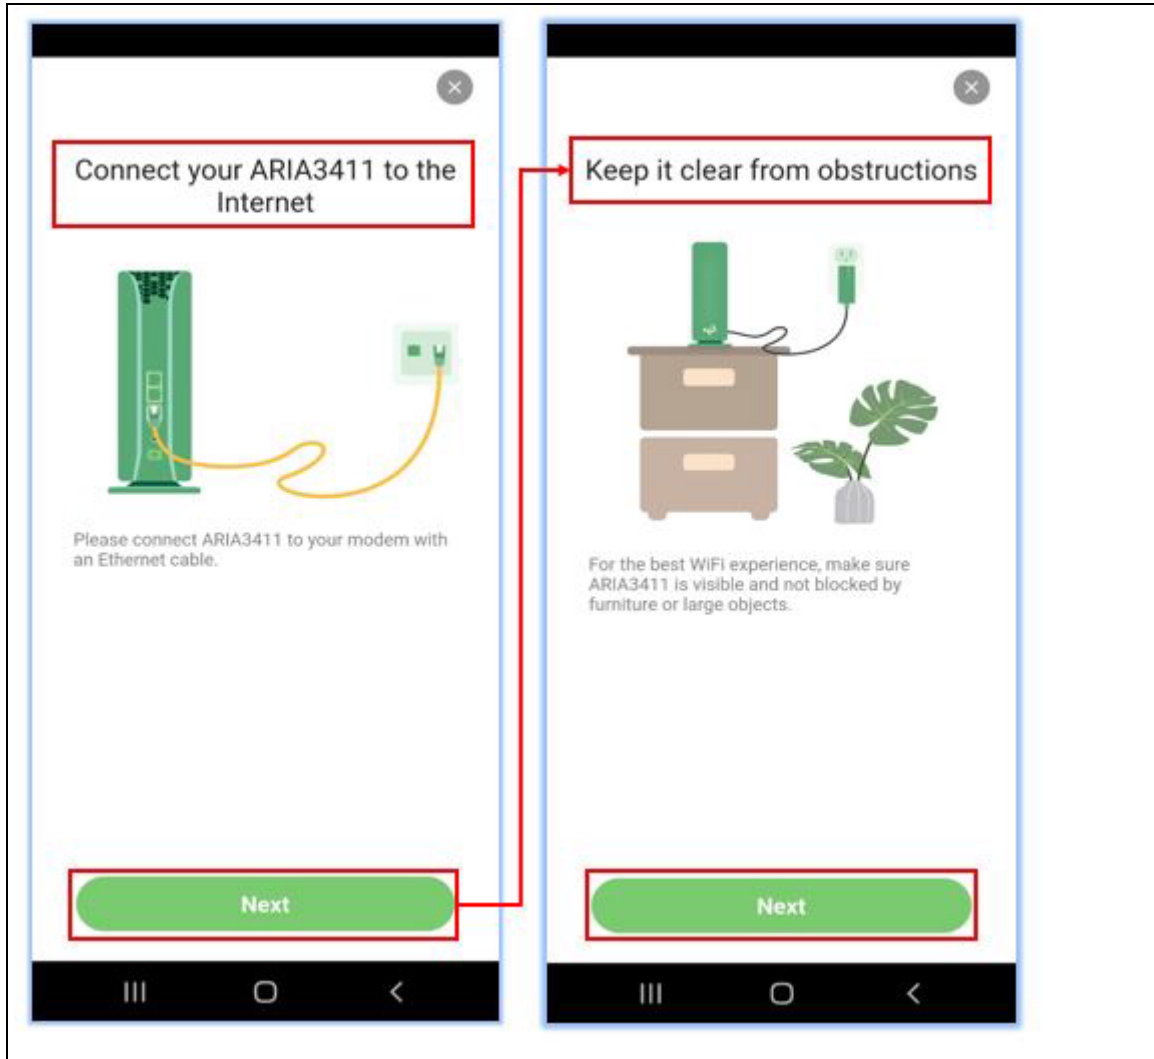 Connect your ARIA3411 to the
Internet
Please connect ARIA3411 to your modem with
an Ethernet cable.
Next
Keep it clear from obstructions
For the best WiFi experience, make sure
ARIA3411 is visible and not blocked by
furniture or large objects.
Next